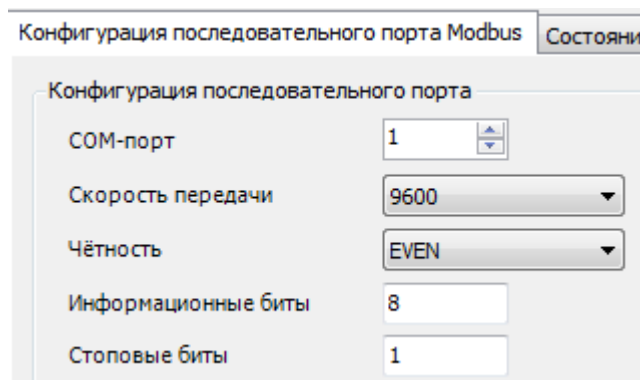 Конфигурация последовательного порта Modbus
Конфигурация последовательного порта
COM-порт 1
Скорость передачи 9600
Чётность EVEN
Информационные биты 8
Стоповые биты 1